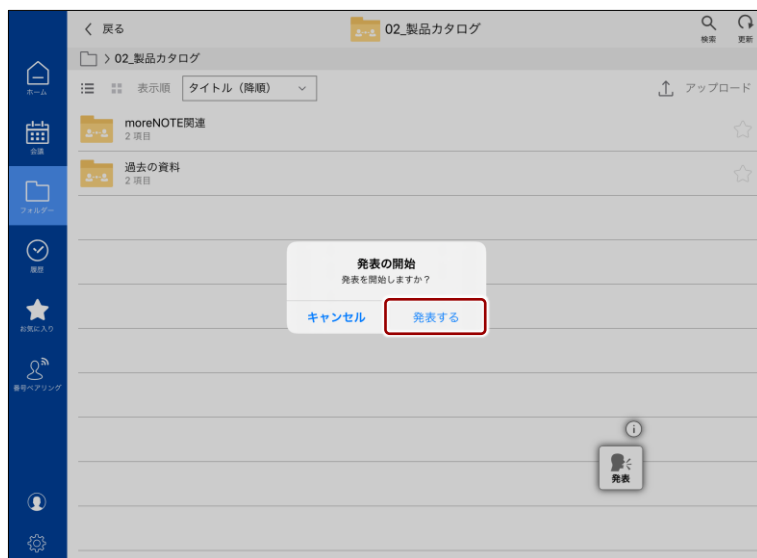 戻る
02_製品カタログ
検索
更新
02_製品カタログ
表示順
タイトル（降順）
アップロード
ホーム
会議
フォルダー
履歴
お気に入り
番号ペアリング
moreNOTE関連
2 項目
過去の資料
2 項目
発表の開始
発表を開始しますか？
キャンセル
発表する
発表